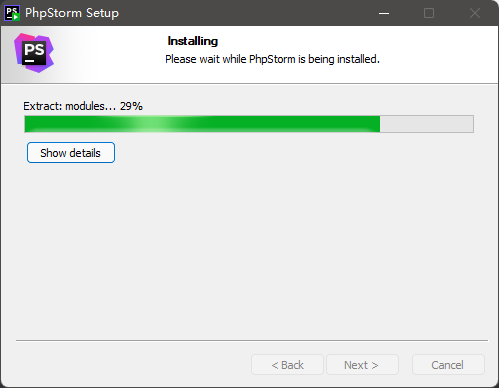 PhpStorm Setup
PS
Installing
Please wait while PhpStorm is being installed.
Extract: modules... 29%
Show details
< Back
Next >
Cancel